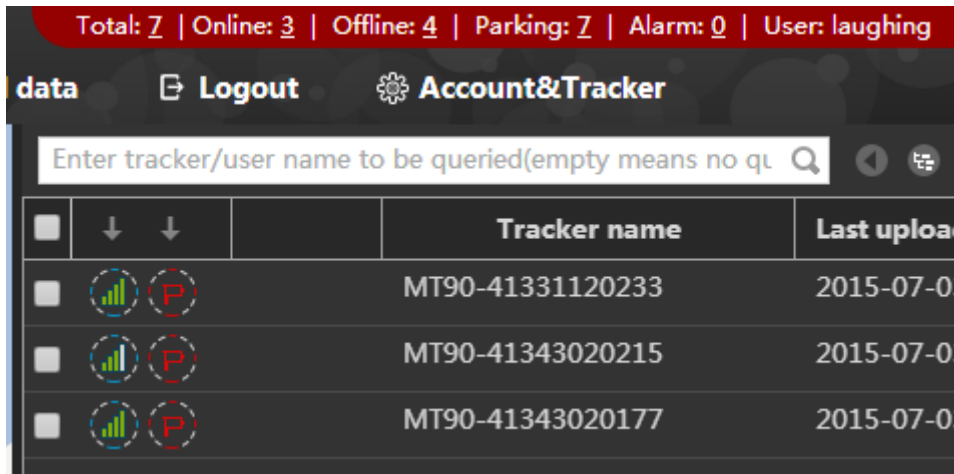 Total: 7 | Online: 3 | Offline: 4 | Parking: 7 | Alarm: 0 | User: laughing
data Logout Account&Tracker
Enter tracker/user name to be queried(empty means no qu
Tracker name Last uploa
MT90-41331120233 2015-07-0
MT90-41343020215 2015-07-0
MT90-41343020177 2015-07-0